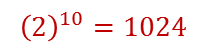 (2)¹⁰ = 1024